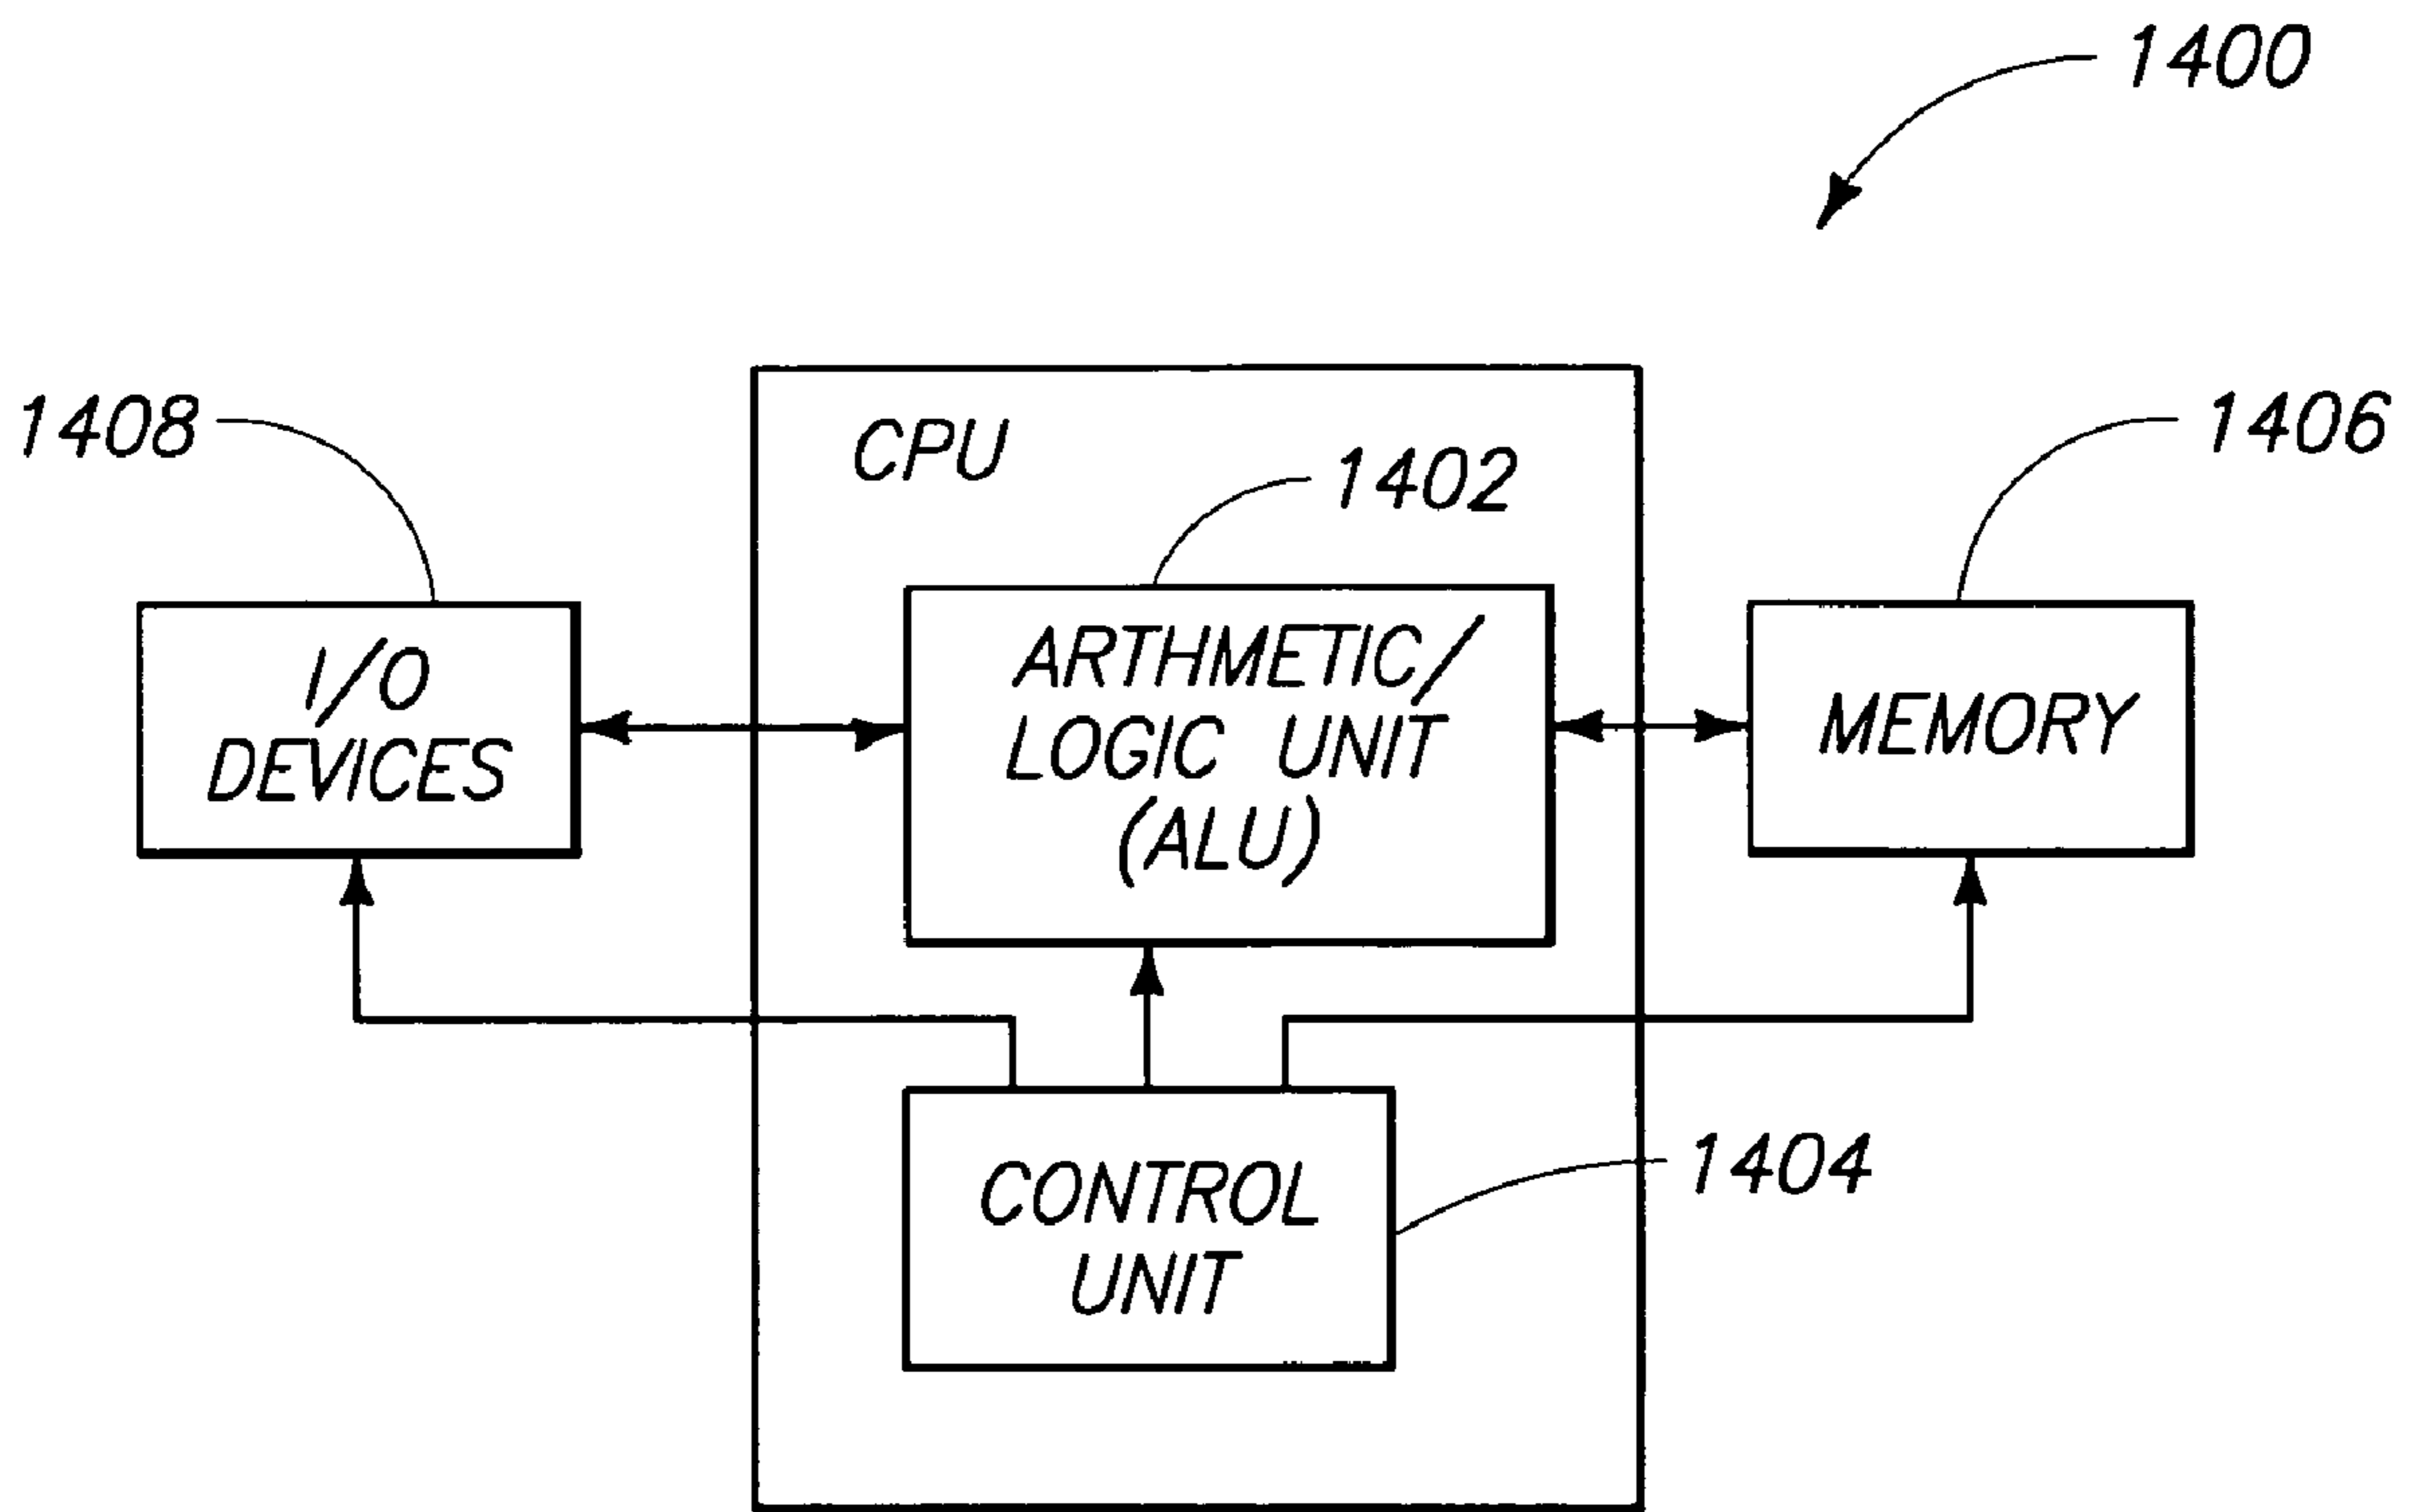 1400
1408
CPU
1402
1406
I/O
DEVICES
ARTHMETIC/
LOGIC UNIT
(ALU)
MEMORY
CONTROL
UNIT
1404